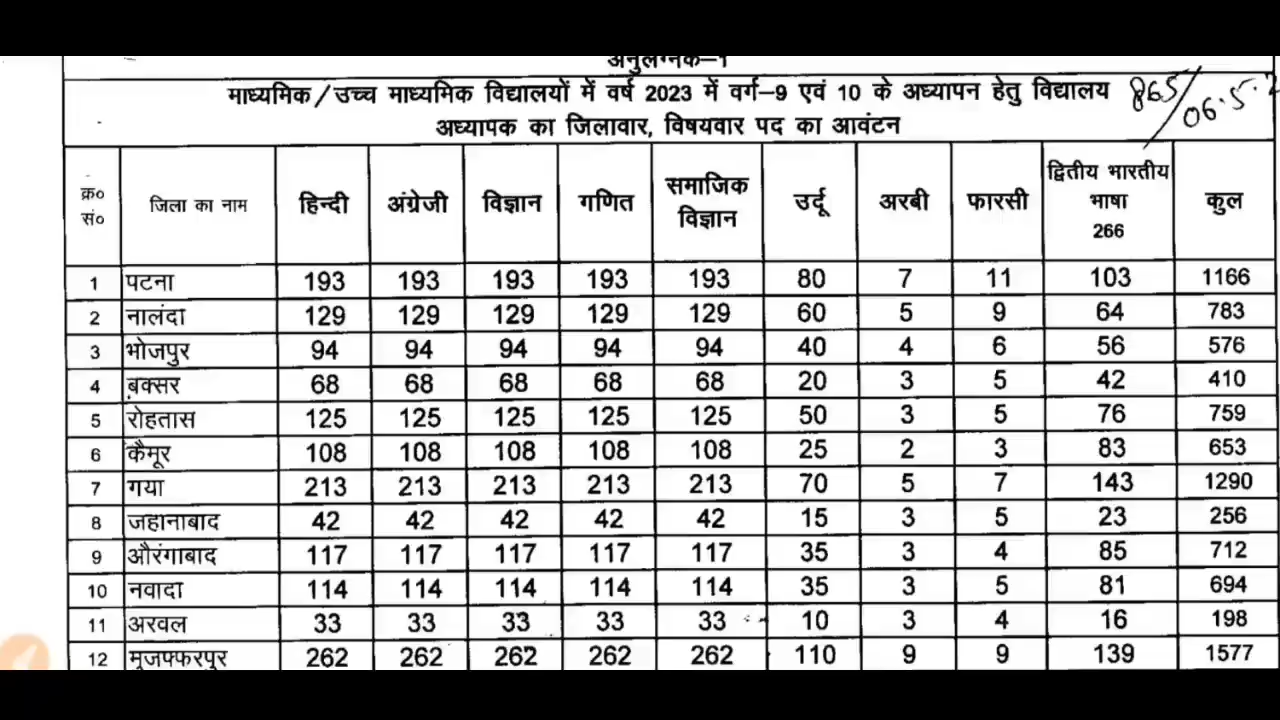 अनुलग्नक-1
माध्यमिक/उच्च माध्यमिक विद्यालयों में वर्ष 2023 में वर्ग-9 एवं 10 के अध्यापन हेतु विद्यालय
अध्यापक का जिलावार, विषयवार पद का आवंटन
865/06.5.2
क्र० सं० जिला का नाम हिन्दी अंग्रेजी विज्ञान गणित समाजिक विज्ञान उर्दू अरबी फारसी द्वितीय भारतीय भाषा 266 कुल
1 पटना 193 193 193 193 193 80 7 11 103 1166
2 नालंदा 129 129 129 129 129 60 5 9 64 783
3 भोजपुर 94 94 94 94 94 40 4 6 56 576
4 बक्सर 68 68 68 68 68 20 3 5 42 410
5 रोहतास 125 125 125 125 125 50 3 5 76 759
6 कैमूर 108 108 108 108 108 25 2 3 83 653
7 गया 213 213 213 213 213 70 5 7 143 1290
8 जहानाबाद 42 42 42 42 42 15 3 5 23 256
9 औरंगाबाद 117 117 117 117 117 35 3 4 85 712
10 नवादा 114 114 114 114 114 35 3 5 81 694
11 अरवल 33 33 33 33 33 10 3 4 16 198
12 मुजफ्फरपुर 262 262 262 262 262 110 9 9 139 1577